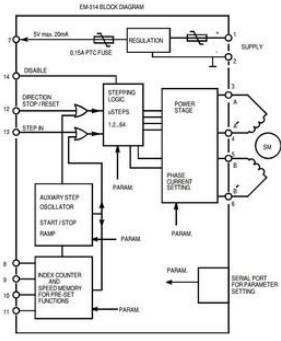 EM-314 BLOCK DIAGRAM
5V max. 20mA
REGULATION
+
1
7
0,15A PTC FUSE
-
2
SUPPLY
DISABLE
14
STEPPING
LOGIC
µSTEPS
1,2...64
POWER
STAGE
3
A
DIRECTION
STOP / RESET
12
STEP IN
13
A'
4
SM
5
B
B'
6
PHASE
CURRENT
SETTING
PARAM.
PARAM.
AUXIARY STEP
OSCILLATOR
START / STOP
RAMP
PARAM.
8
9
10
11
INDEX COUNTER
AND
SPEED MEMORY
FOR PRE-SET
FUNCTIONS
PARAM.
PARAM.
SERIAL PORT
FOR PARAMETER
SETTING